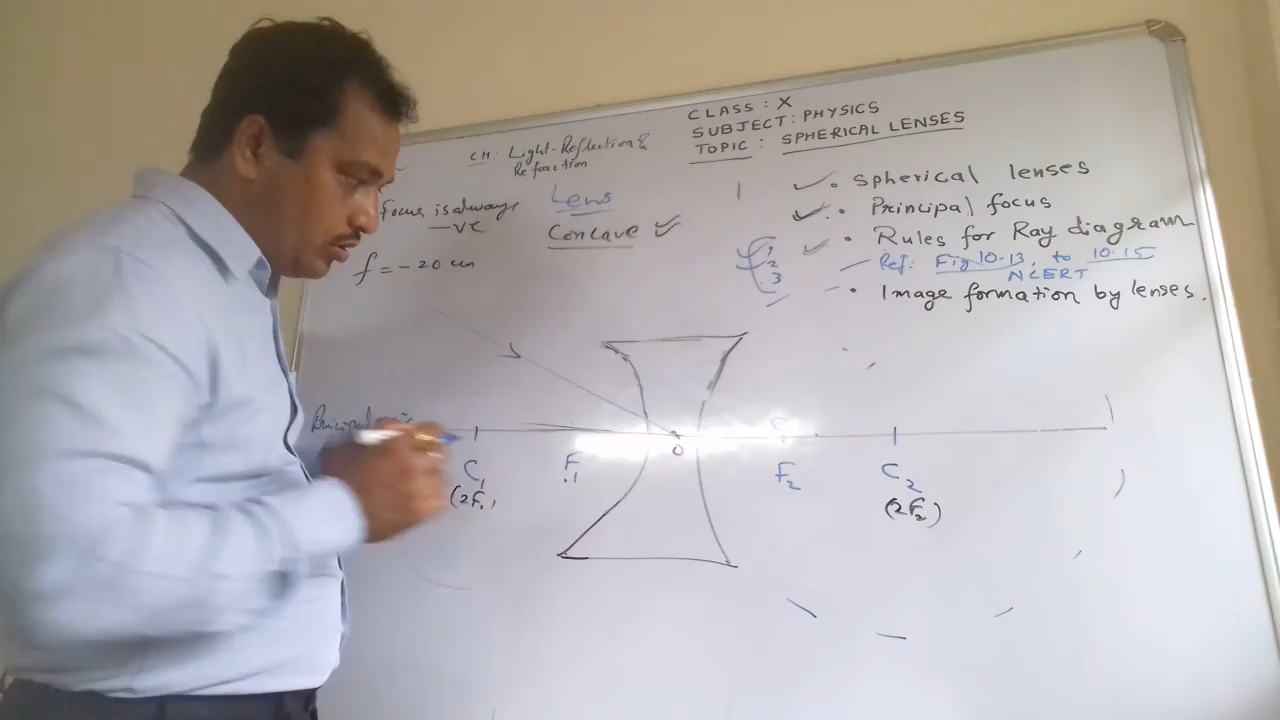 CLASS : X
SUBJECT : PHYSICS
TOPIC : SPHERICAL LENSES
CH: Light-Reflection &
Refraction
Focus is always
-ve
f = -20 cm
Lens
Concave ✓
✓ • Spherical lenses
✓ • Principal focus
✓ • Rules for Ray diagram
1
2
3
Ref: Fig 10.13, to 10.15
NCERT
• Image formation by lenses.
Principal
O
C1
(2F1
F1
F2
C2
(2F2)